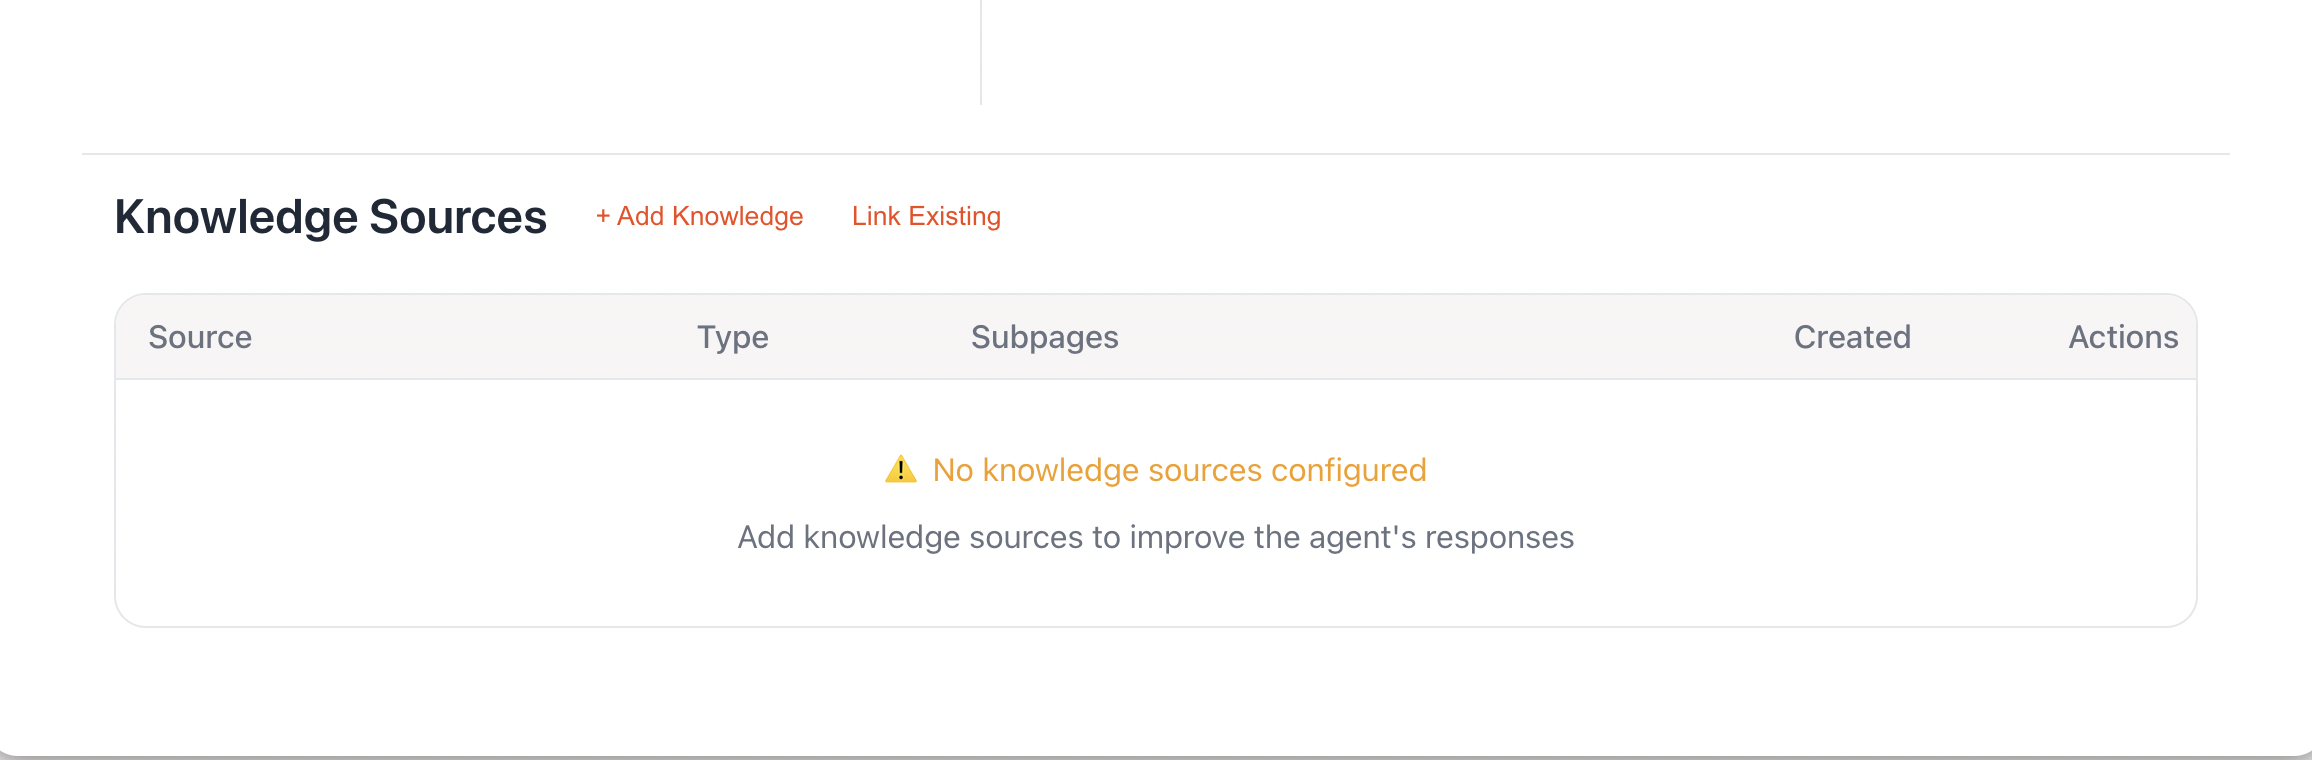 Knowledge Sources + Add Knowledge Link Existing
Source Type Subpages Created Actions
⚠️ No knowledge sources configured
Add knowledge sources to improve the agent's responses